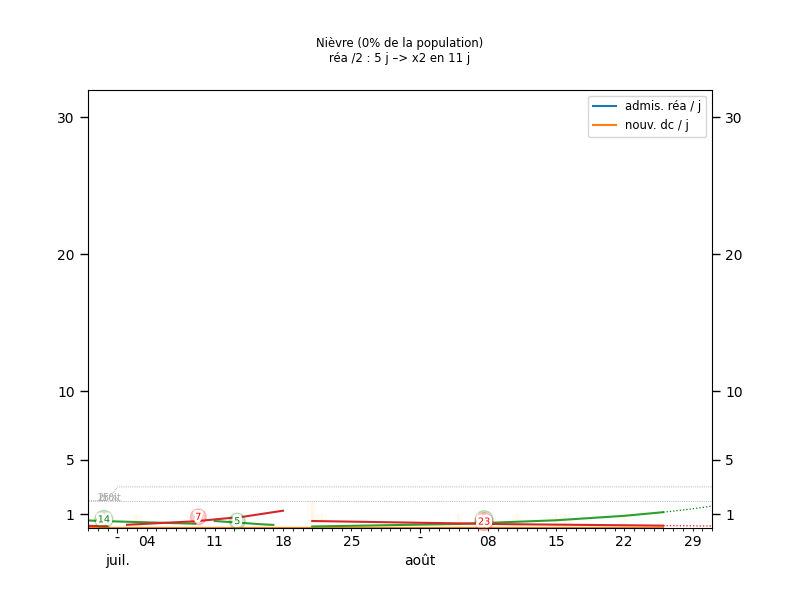 Nièvre (0% de la population)
réa /2 : 5 j –> x2 en 11 j
admis. réa / j
nouv. dc / j
30 30
20 20
10 10
5 5
1 1
14 7 5 23
- 04 11 18 25 - 08 15 22 29
juil. août